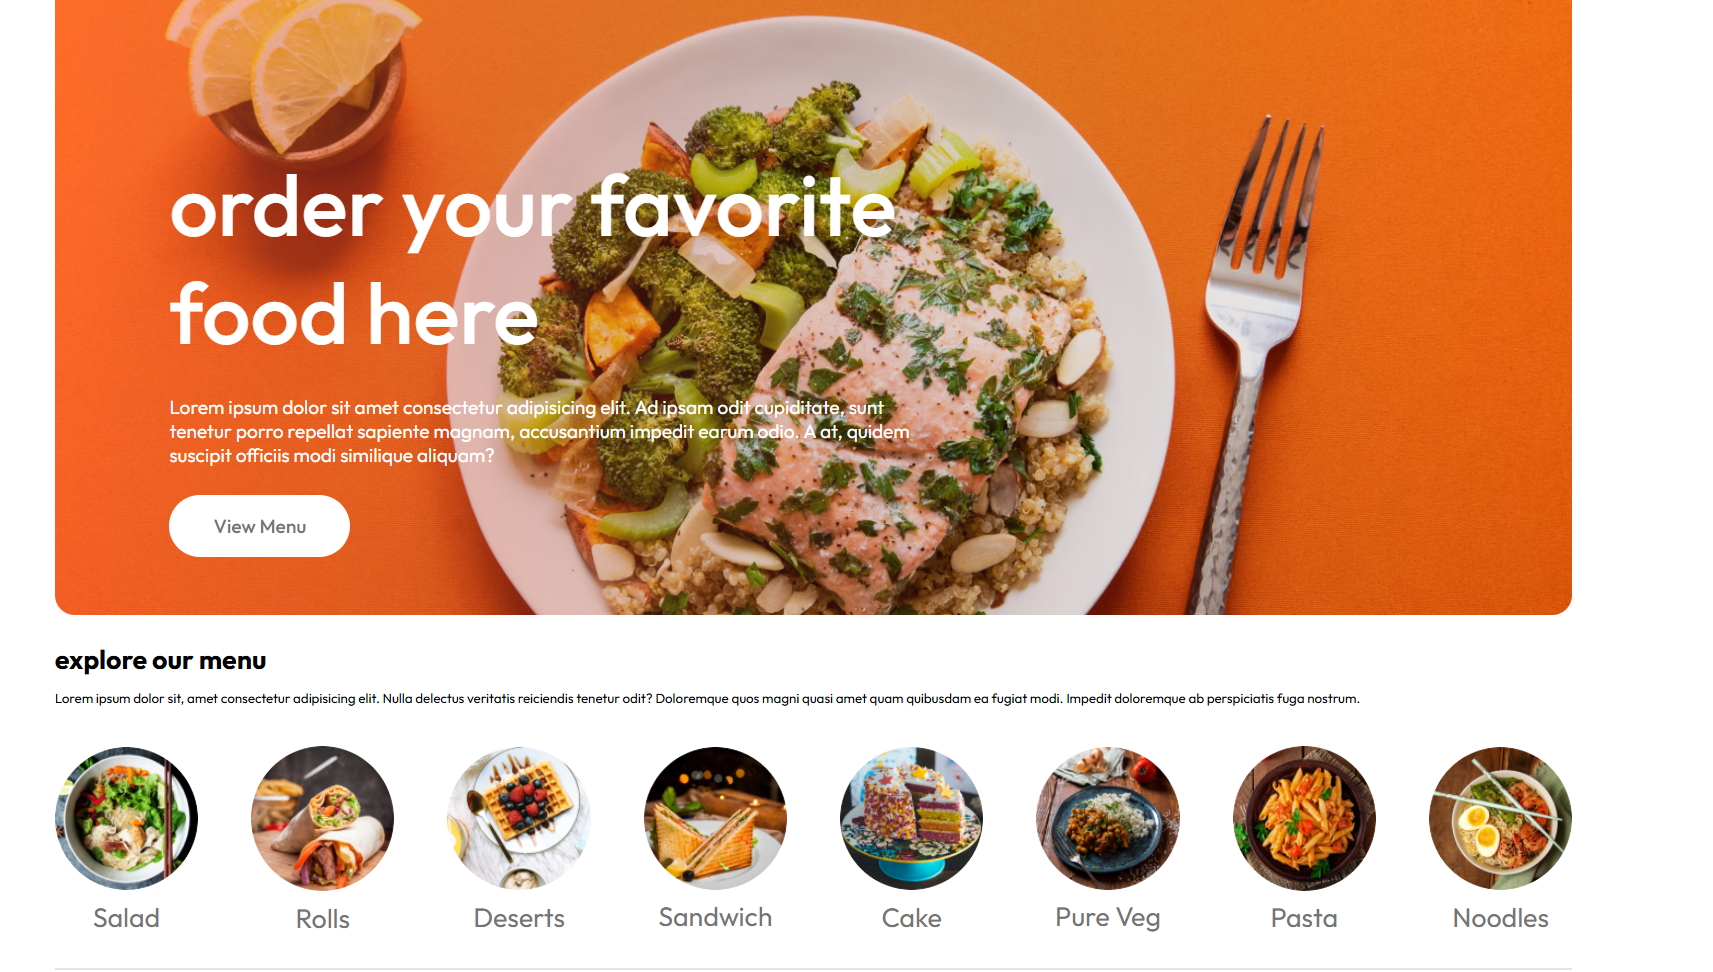 order your favorite
food here
Lorem ipsum dolor sit amet consectetur adipisicing elit. Ad ipsam odit cupiditate, sunt
tenetur porro repellat sapiente magnam, accusantium impedit earum odio. A at, quidem
suscipit officiis modi similique aliquam?
View Menu
explore our menu
Lorem ipsum dolor sit, amet consectetur adipisicing elit. Nulla delectus veritatis reiciendis tenetur odit? Doloremque quos magni quasi amet quam quibusdam ea fugiat modi. Impedit doloremque ab perspiciatis fuga nostrum.
Salad
Rolls
Deserts
Sandwich
Cake
Pure Veg
Pasta
Noodles